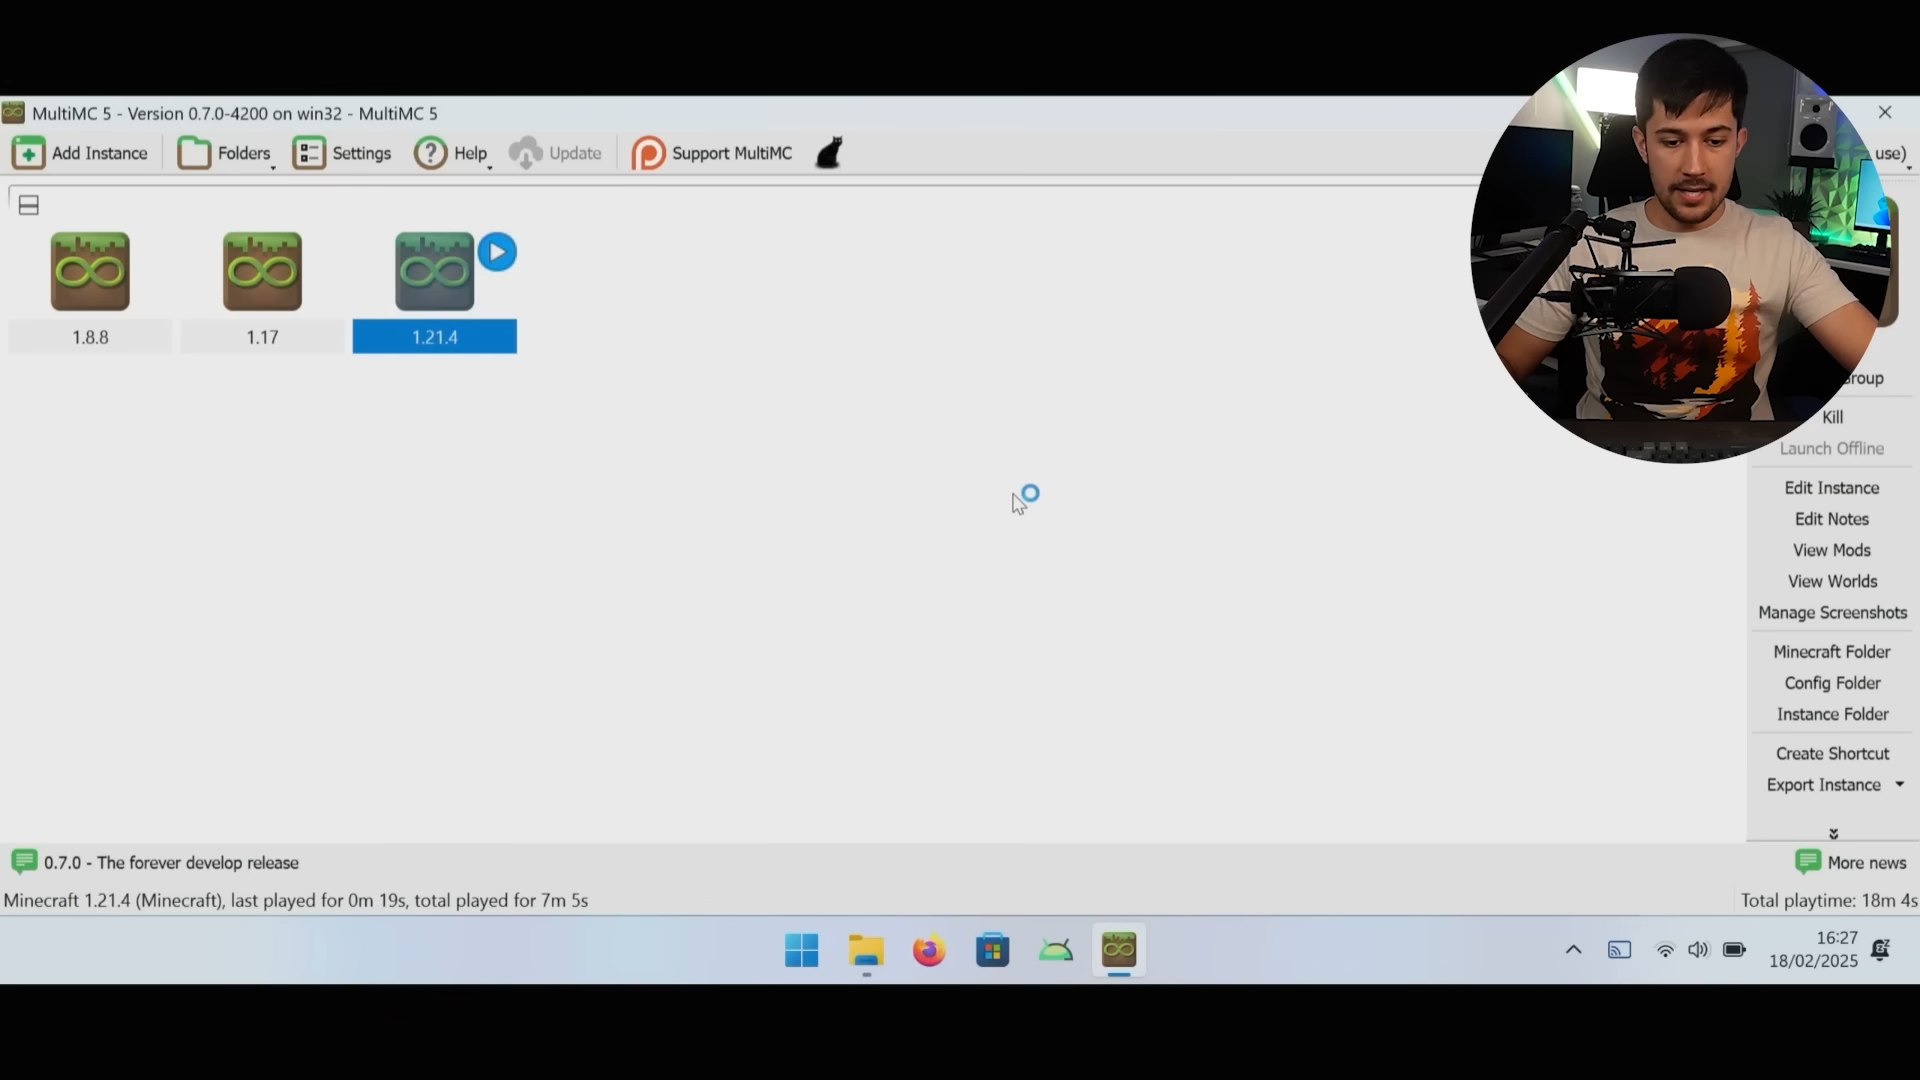 MultiMC 5 - Version 0.7.0-4200 on win32 - MultiMC 5
Add Instance
Folders
Settings
Help
Update
Support MultiMC
use)
1.8.8
1.17
1.21.4
Kill
Launch Offline
Edit Instance
Edit Notes
View Mods
View Worlds
Manage Screenshots
Minecraft Folder
Config Folder
Instance Folder
Create Shortcut
Export Instance
0.7.0 - The forever develop release
More news
Minecraft 1.21.4 (Minecraft), last played for 0m 19s, total played for 7m 5s
Total playtime: 18m 4s
16:27
18/02/2025